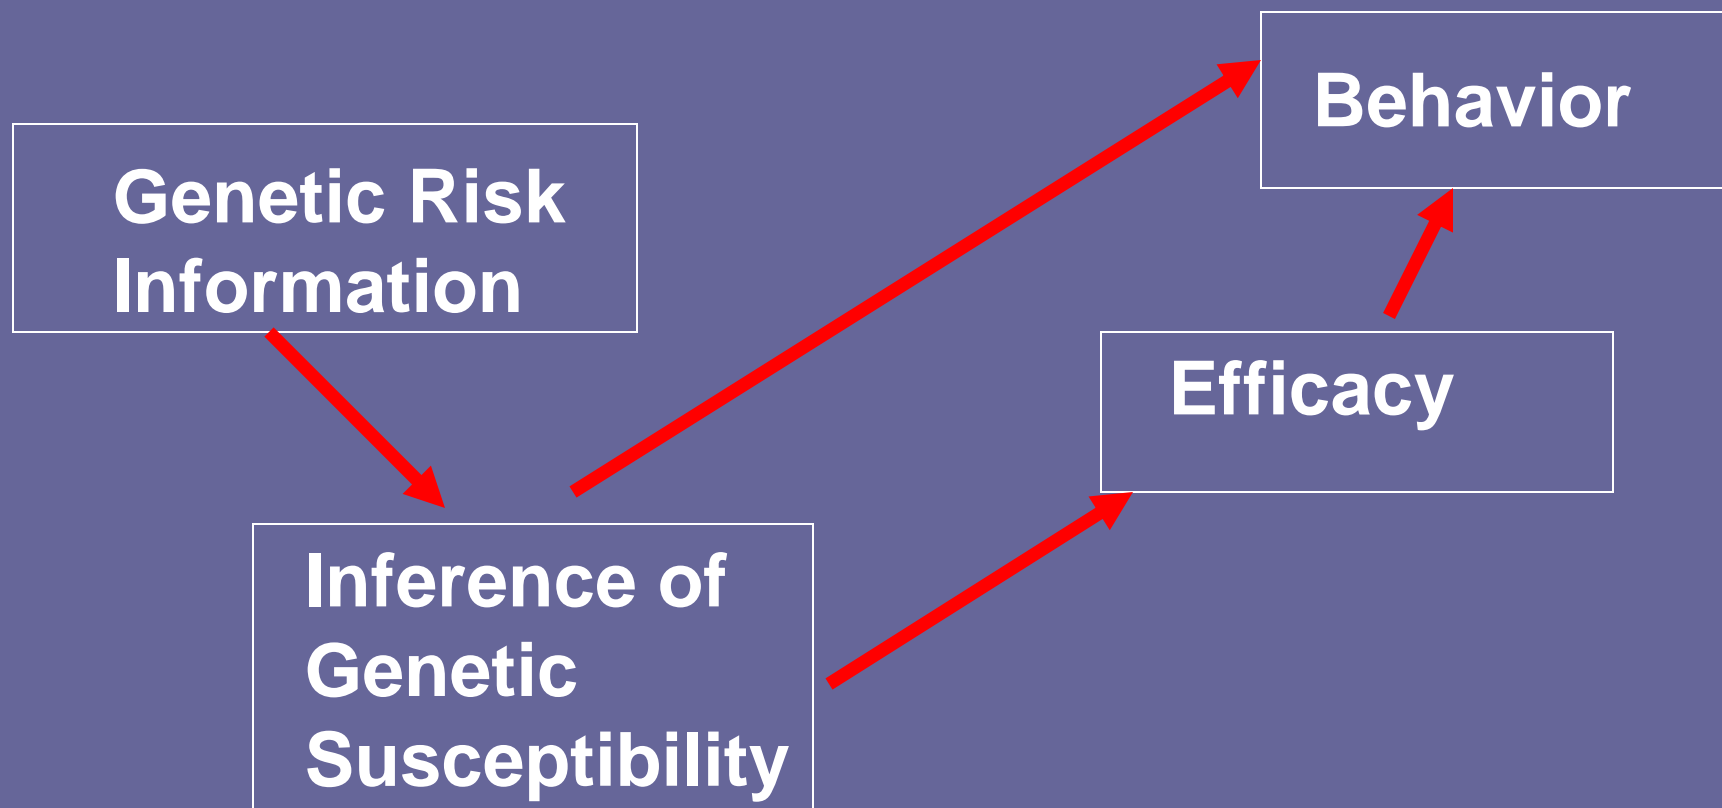 Behavior
Genetic Risk
Information
Efficacy
Inference of
Genetic
Susceptibility